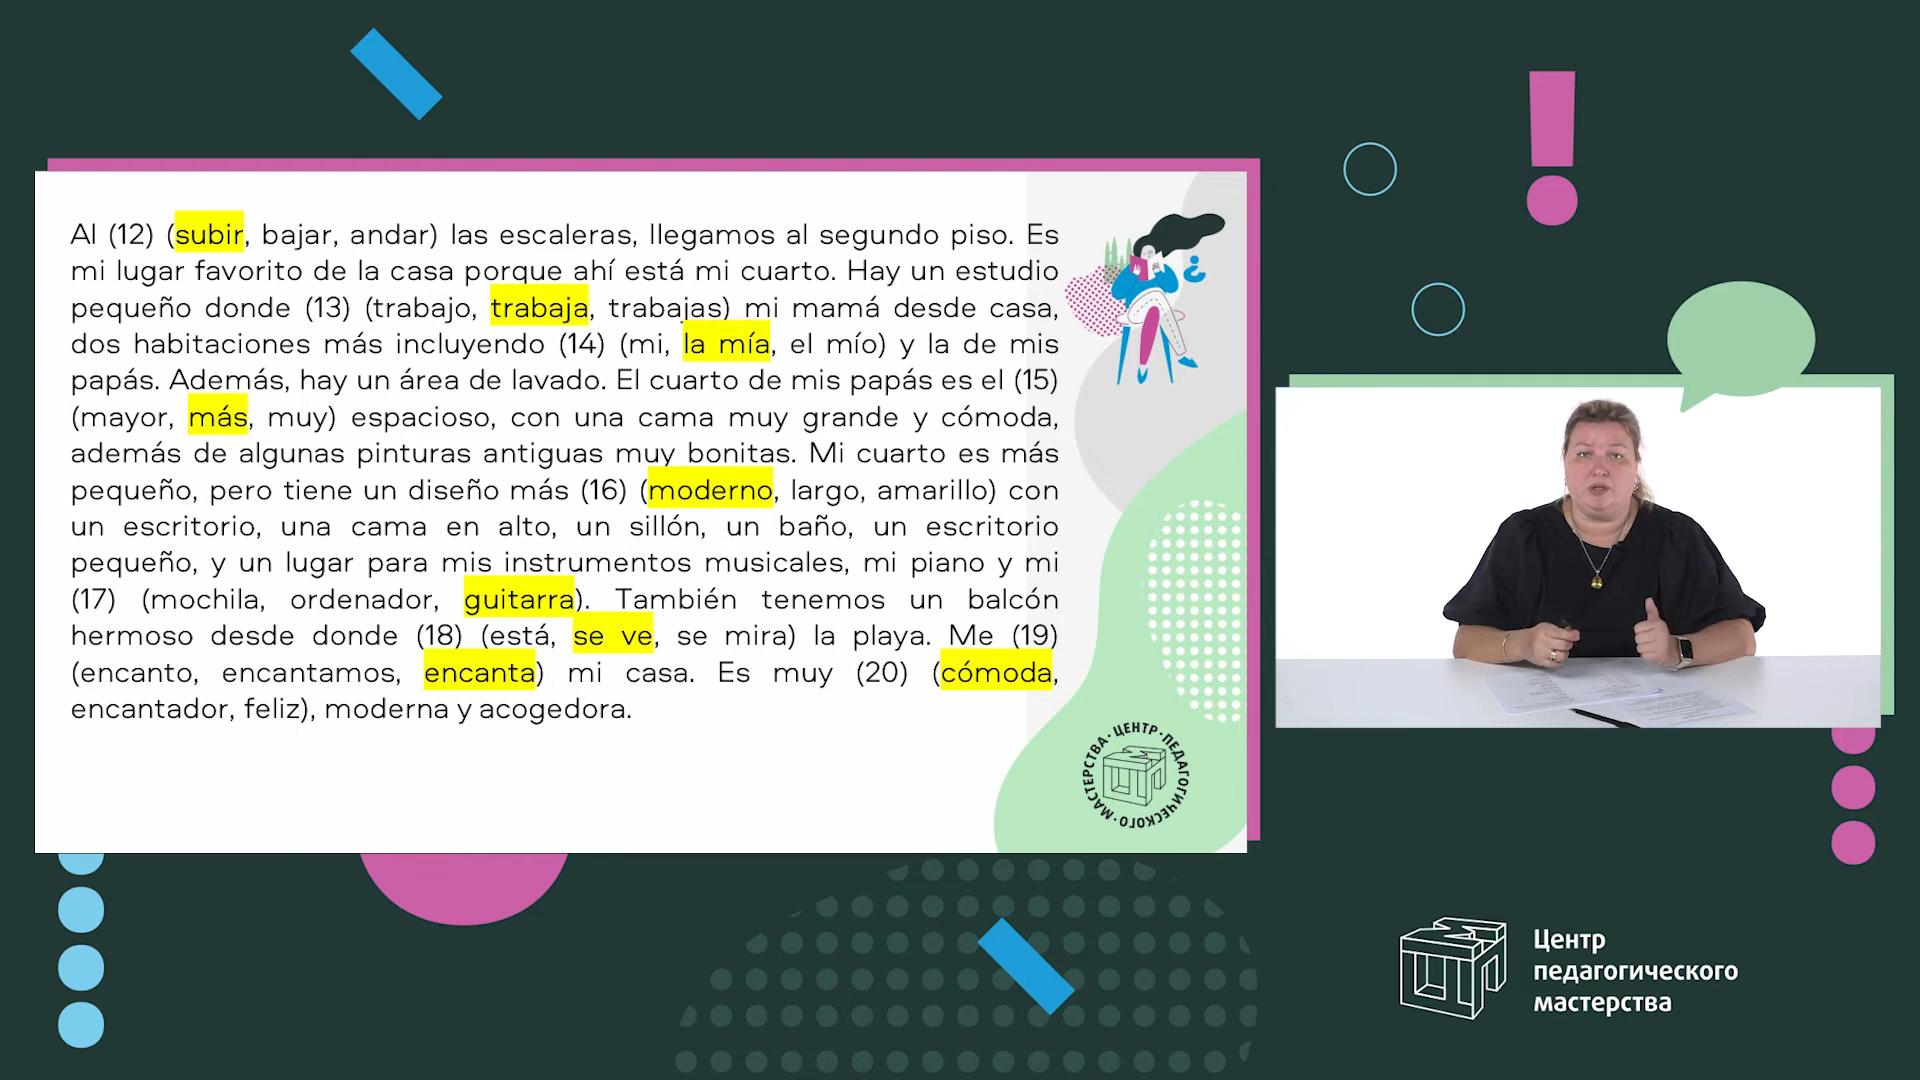 Al (12) (subir, bajar, andar) las escaleras, llegamos al segundo piso. Es
mi lugar favorito de la casa porque ahí está mi cuarto. Hay un estudio
pequeño donde (13) (trabajo, trabaja, trabajas) mi mamá desde casa,
dos habitaciones más incluyendo (14) (mi, la mía, el mío) y la de mis
papás. Además, hay un área de lavado. El cuarto de mis papás es el (15)
(mayor, más, muy) espacioso, con una cama muy grande y cómoda,
además de algunas pinturas antiguas muy bonitas. Mi cuarto es más
pequeño, pero tiene un diseño más (16) (moderno, largo, amarillo) con
un escritorio, una cama en alto, un sillón, un baño, un escritorio
pequeño, y un lugar para mis instrumentos musicales, mi piano y mi
(17) (mochila, ordenador, guitarra). También tenemos un balcón
hermoso desde donde (18) (está, se ve, se mira) la playa. Me (19)
(encanto, encantamos, encanta) mi casa. Es muy (20) (cómoda,
encantador, feliz), moderna y acogedora.
¿
ЦЕНТР·ПЕДАГОГИЧЕСКОГО·МАСТЕРСТВА·
!
Центр
педагогического
мастерства